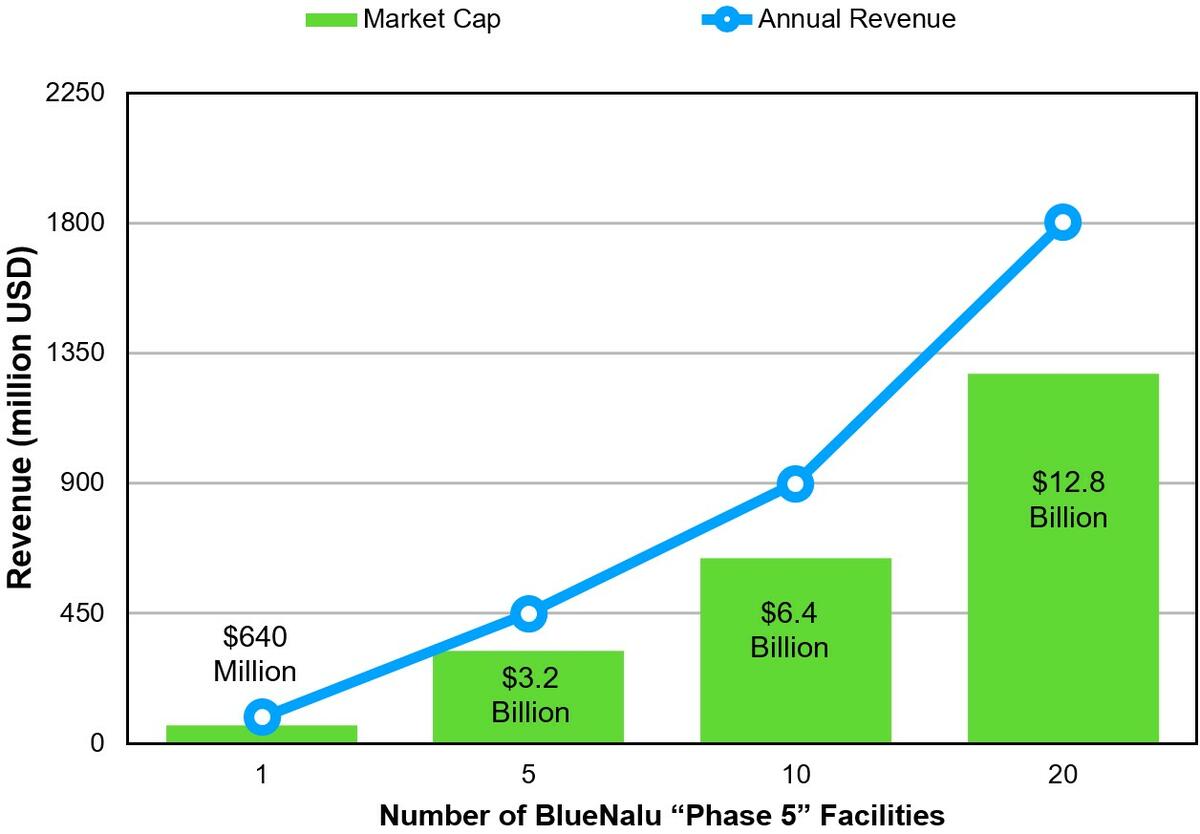 Market Cap
Annual Revenue
2250
1800
1350
900
450
0
Revenue (million USD)
$640
Million
$3.2
Billion
$6.4
Billion
$12.8
Billion
1
5
10
20
Number of BlueNalu “Phase 5” Facilities